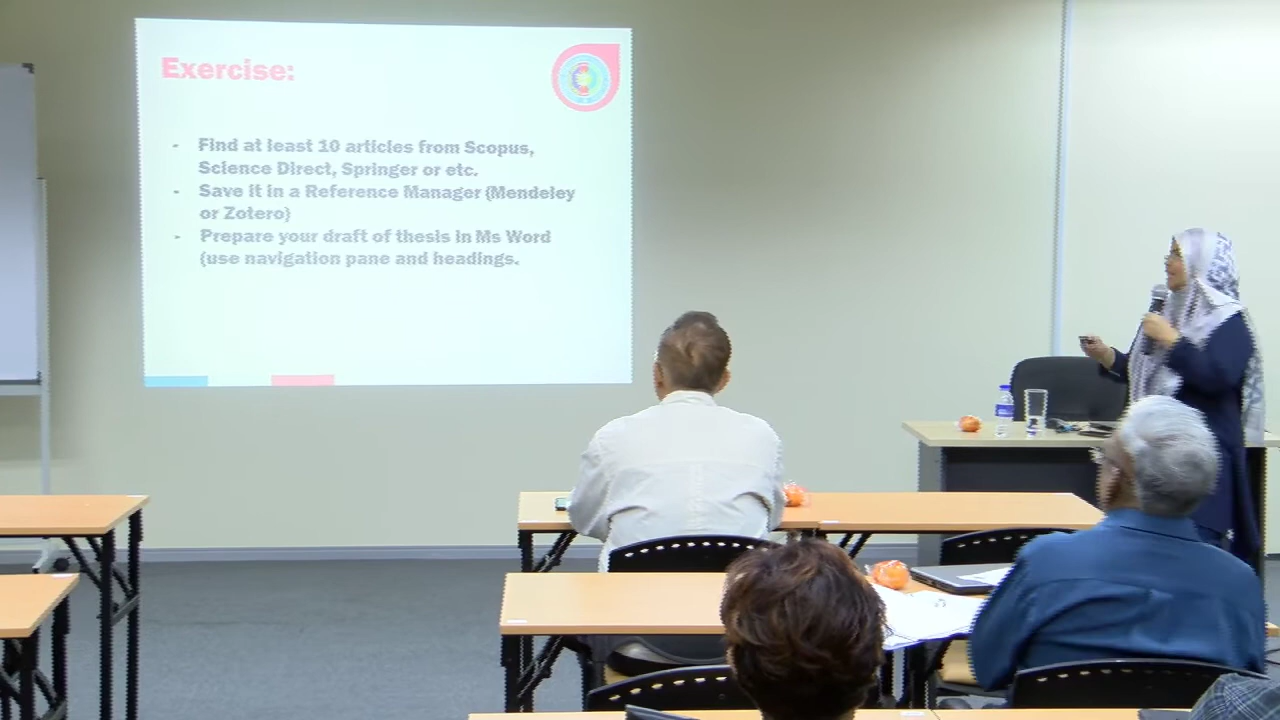 Exercise:
- Find at least 10 articles from Scopus,
Science Direct, Springer or etc.
- Save it in a Reference Manager (Mendeley
or Zotero)
- Prepare your draft of thesis in Ms Word
(use navigation pane and headings.